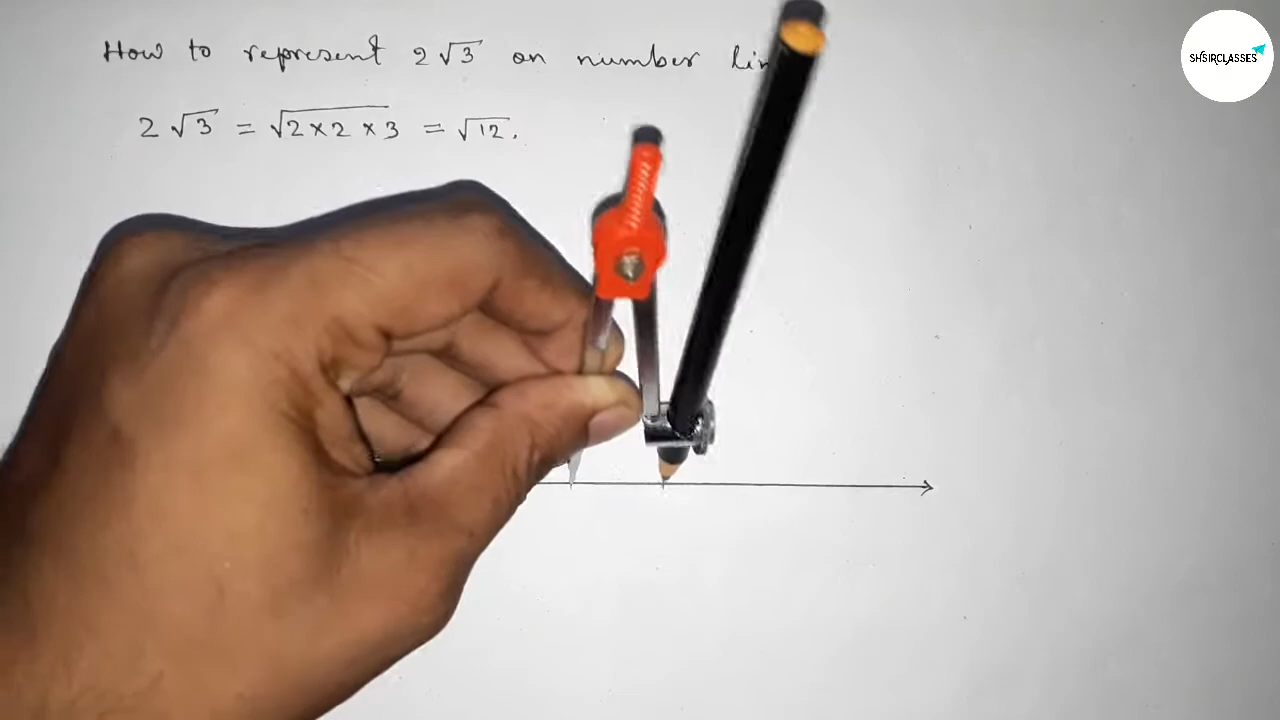 How to represent 2√3 on number
2√3 = √2×2×3 = √12.
SHSIRCLASSES